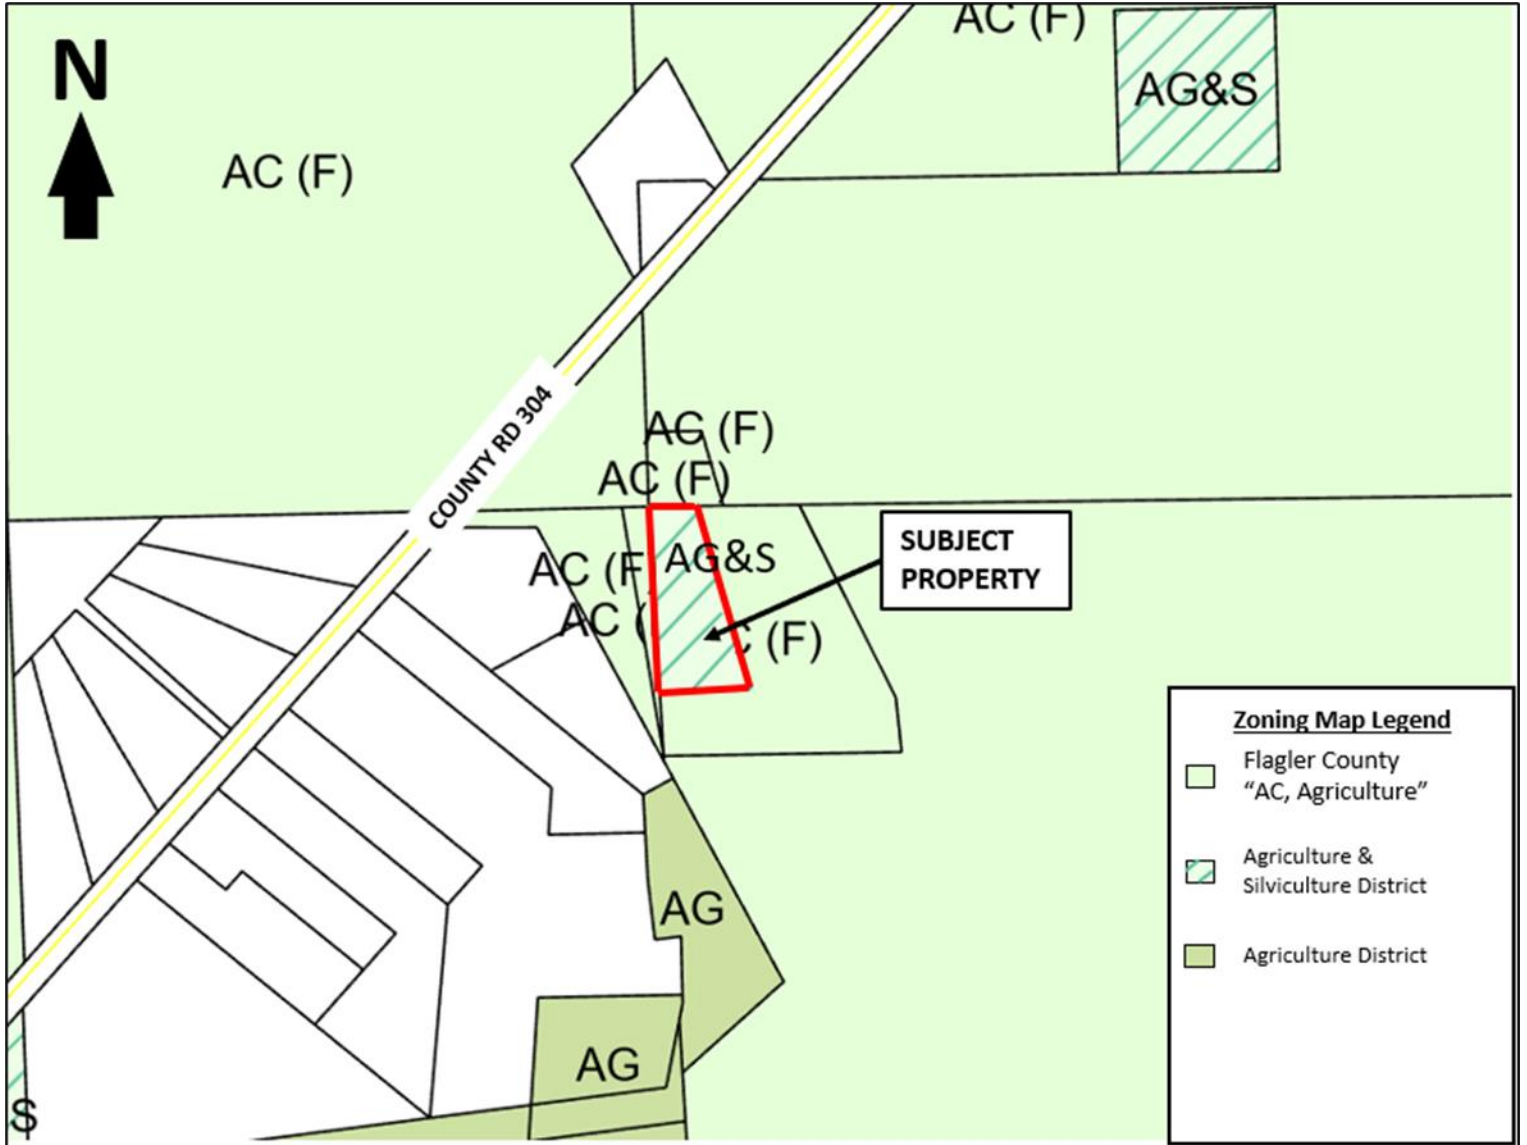 AC (F)
N
AG&S
AC (F)
COUNTY RD 304
AC (F)
AC (F)
SUBJECT
PROPERTY
AG&S
AC (F
AC (
C (F)
Zoning Map Legend
Flagler County
“AC, Agriculture”
Agriculture &
Silviculture District
Agriculture District
AG
AG
S